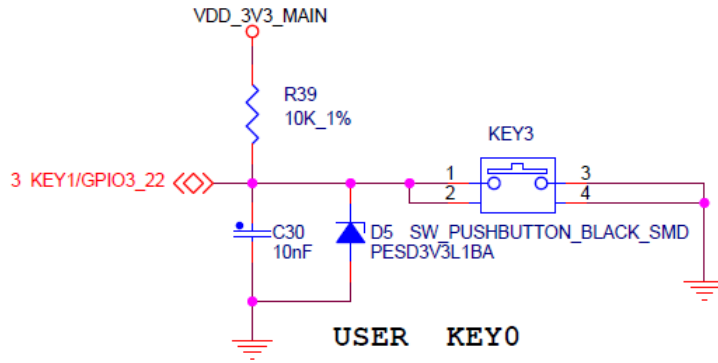 VDD_3V3_MAIN
R39
10K_1%
KEY3
3 KEY1/GPIO3_22
1
2
3
4
C30
10nF
D5 SW_PUSHBUTTON_BLACK_SMD
PESD3V3L1BA
USER KEY0